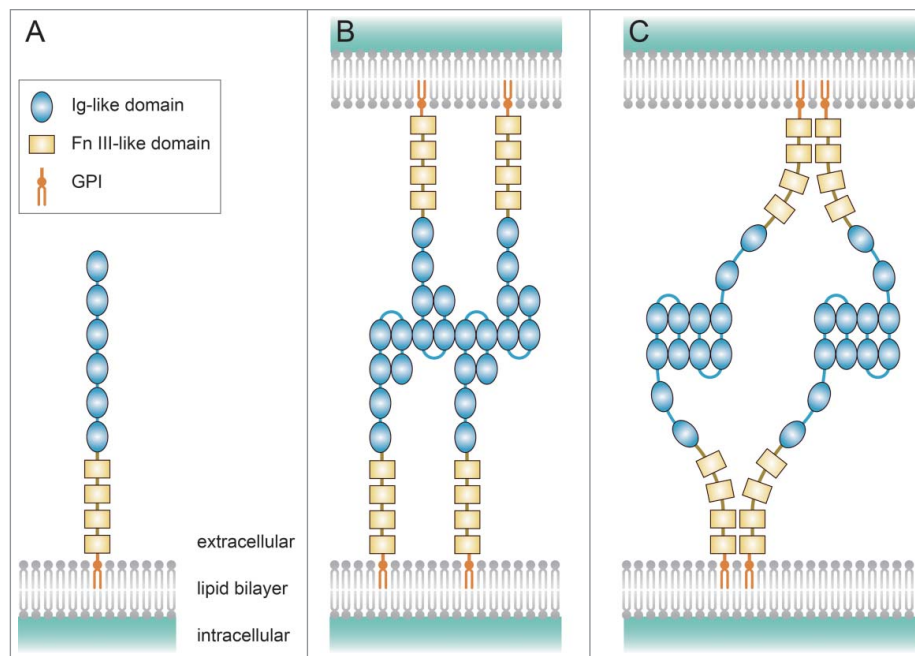 A
B
C
Ig-like domain
Fn III-like domain
GPI
extracellular
lipid bilayer
intracellular